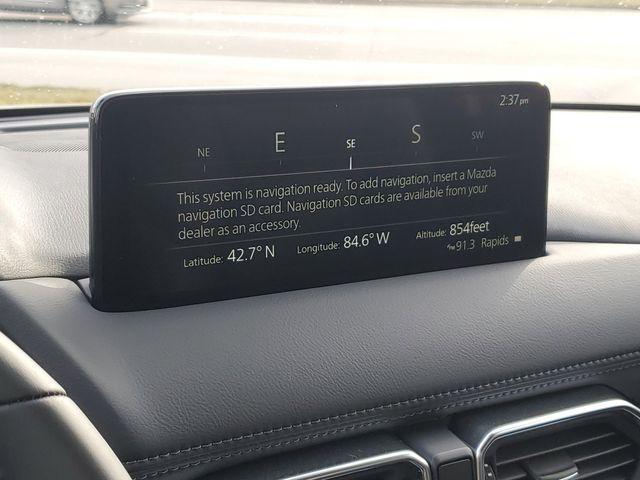 2:37pm
NE E SE S SW
This system is navigation ready. To add navigation, insert a Mazda
navigation SD card. Navigation SD cards are available from your
dealer as an accessory.
Latitude: 42.7° N Longitude: 84.6° W Altitude: 854feet
FM 91.3 Rapids